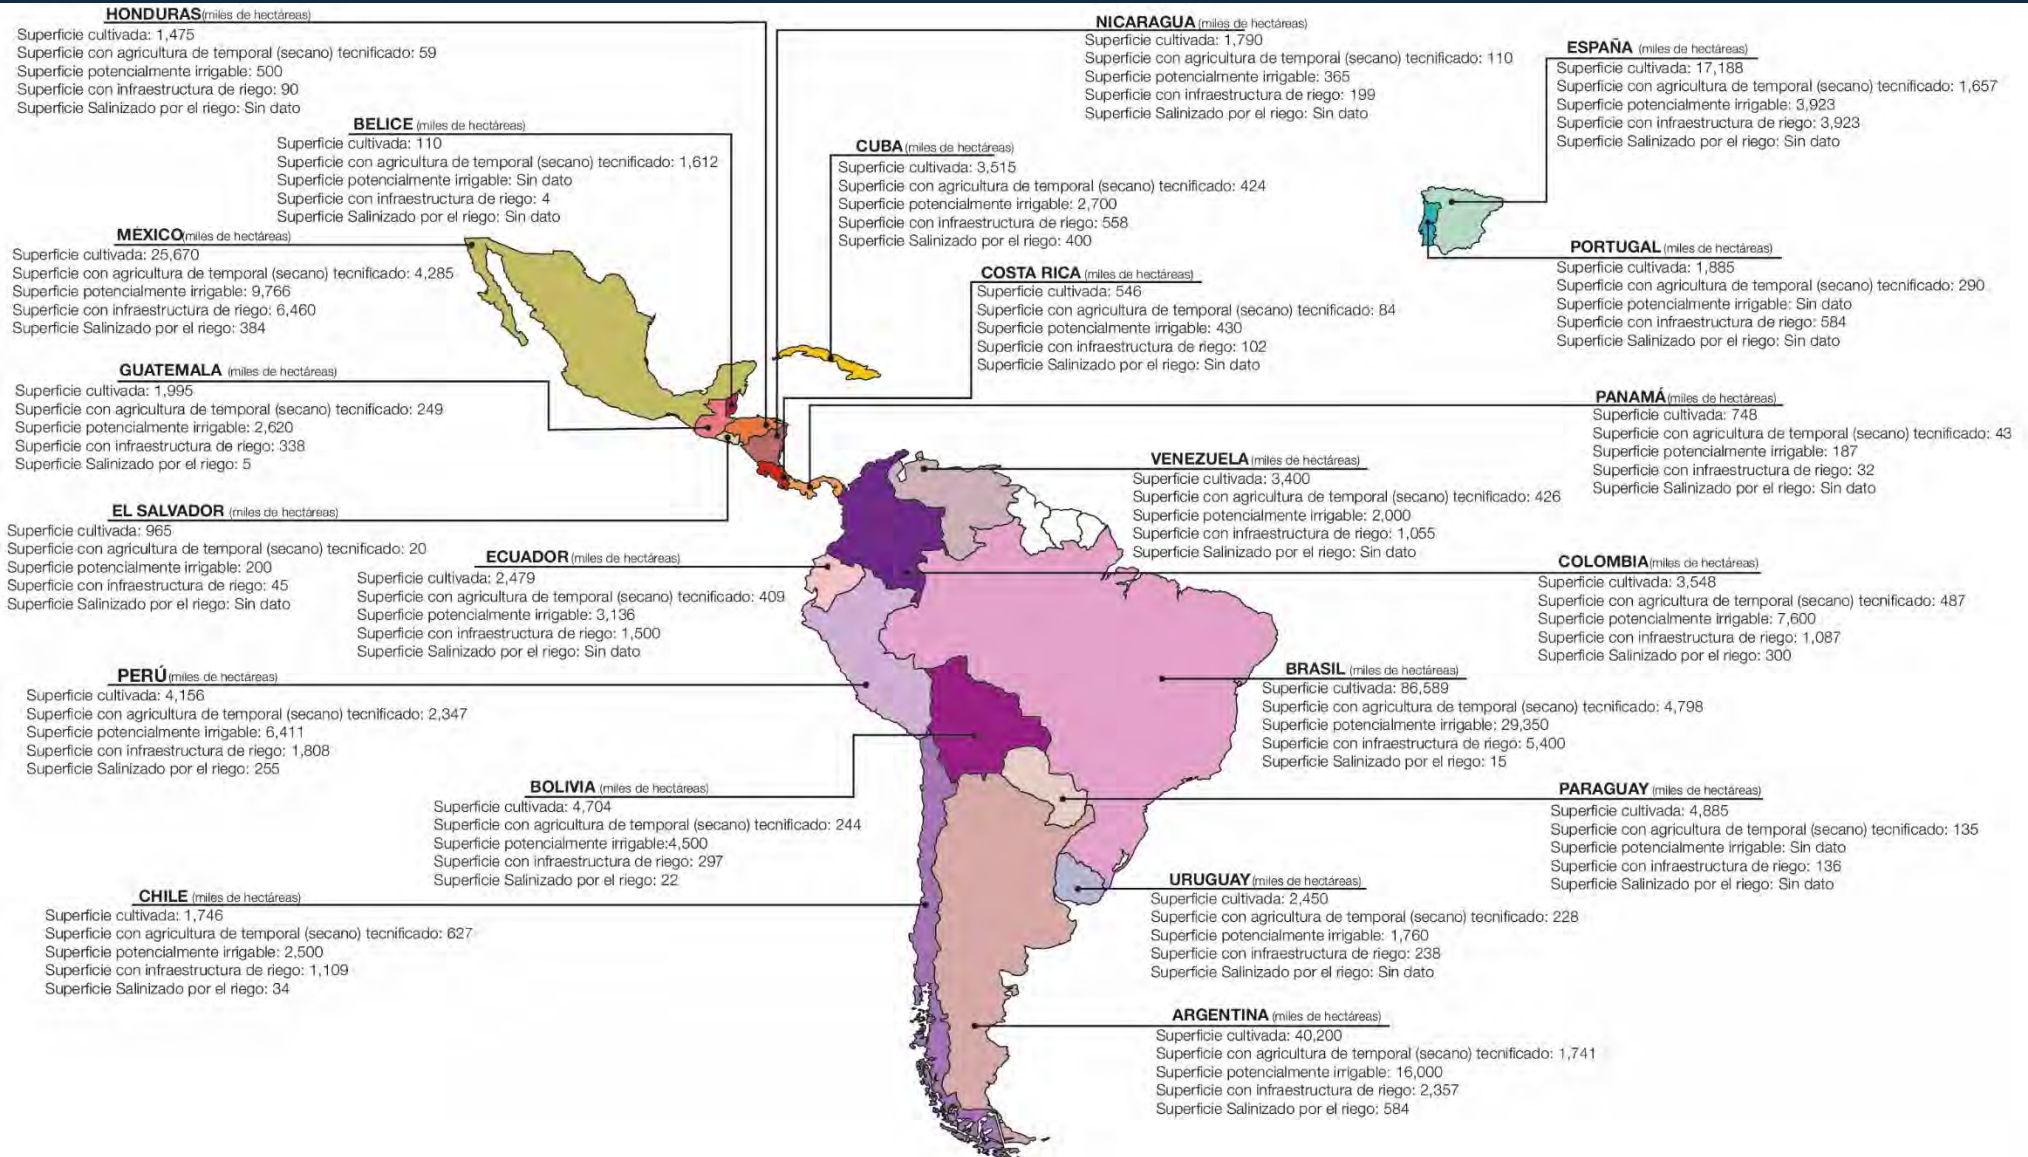 HONDURAS(miles de hectáreas)
Superficie cultivada: 1,475
Superficie con agricultura de temporal (secano) tecnificado: 59
Superficie potencialmente irrigable: 500
Superficie con infraestructura de riego: 90
Superficie Salinizado por el riego: Sin dato
NICARAGUA (miles de hectáreas)
Superficie cultivada: 1,790
Superficie con agricultura de temporal (secano) tecnificado: 110
Superficie potencialmente irrigable: 365
Superficie con infraestructura de riego: 199
Superficie Salinizado por el riego: Sin dato
ESPAÑA (miles de hectáreas)
Superficie cultivada: 17,188
Superficie con agricultura de temporal (secano) tecnificado: 1,657
Superficie potencialmente irrigable: 3,923
Superficie con infraestructura de riego: 3,923
Superficie Salinizado por el riego: Sin dato
BELICE (miles de hectáreas)
Superficie cultivada: 110
Superficie con agricultura de temporal (secano) tecnificado: 1,612
Superficie potencialmente irrigable: Sin dato
Superficie con infraestructura de riego: 4
Superficie Salinizado por el riego: Sin dato
CUBA(miles de hectáreas)
Superficie cultivada: 3,515
Superficie con agricultura de temporal (secano) tecnificado: 424
Superficie potencialmente irrigable: 2,700
Superficie con infraestructura de riego: 558
Superficie Salinizado por el riego: 400
MÉXICO(miles de hectáreas)
Superficie cultivada: 25,670
Superficie con agricultura de temporal (secano) tecnificado: 4,285
Superficie potencialmente irrigable: 9,766
Superficie con infraestructura de riego: 6,460
Superficie Salinizado por el riego: 384
PORTUGAL (miles de hectáreas)
Superficie cultivada: 1,885
Superficie con agricultura de temporal (secano) tecnificado: 290
Superficie potencialmente irrigable: Sin dato
Superficie con infraestructura de riego: 584
Superficie Salinizado por el riego: Sin dato
COSTA RICA (miles de hectáreas)
Superficie cultivada: 546
Superficie con agricultura de temporal (secano) tecnificado: 84
Superficie potencialmente irrigable: 430
Superficie con infraestructura de riego: 102
Superficie Salinizado por el riego: Sin dato
GUATEMALA (miles de hectáreas)
Superficie cultivada: 1,995
Superficie con agricultura de temporal (secano) tecnificado: 249
Superficie potencialmente irrigable: 2,620
Superficie con infraestructura de riego: 338
Superficie Salinizado por el riego: 5
PANAMÁ(miles de hectáreas)
Superficie cultivada: 748
Superficie con agricultura de temporal (secano) tecnificado: 43
Superficie potencialmente irrigable: 187
Superficie con infraestructura de riego: 32
Superficie Salinizado por el riego: Sin dato
VENEZUELA(miles de hectáreas)
Superficie cultivada: 3,400
Superficie con agricultura de temporal (secano) tecnificado: 426
Superficie potencialmente irrigable: 2,000
Superficie con infraestructura de riego: 1,055
Superficie Salinizado por el riego: Sin dato
EL SALVADOR (miles de hectáreas)
Superficie cultivada: 965
Superficie con agricultura de temporal (secano) tecnificado: 20
Superficie potencialmente irrigable: 200
Superficie con infraestructura de riego: 45
Superficie Salinizado por el riego: Sin dato
ECUADOR(miles de hectáreas)
Superficie cultivada: 2,479
Superficie con agricultura de temporal (secano) tecnificado: 409
Superficie potencialmente irrigable: 3,136
Superficie con infraestructura de riego: 1,500
Superficie Salinizado por el riego: Sin dato
COLOMBIA(miles de hectáreas)
Superficie cultivada: 3,548
Superficie con agricultura de temporal (secano) tecnificado: 487
Superficie potencialmente irrigable: 7,600
Superficie con infraestructura de riego: 1,087
Superficie Salinizado por el riego: 300
PERÚ(miles de hectáreas)
Superficie cultivada: 4,156
Superficie con agricultura de temporal (secano) tecnificado: 2,347
Superficie potencialmente irrigable: 6,411
Superficie con infraestructura de riego: 1,808
Superficie Salinizado por el riego: 255
BRASIL (miles de hectáreas)
Superficie cultivada: 86,589
Superficie con agricultura de temporal (secano) tecnificado: 4,798
Superficie potencialmente irrigable: 29,350
Superficie con infraestructura de riego: 5,400
Superficie Salinizado por el riego: 15
BOLIVIA (miles de hectáreas)
Superficie cultivada: 4,704
Superficie con agricultura de temporal (secano) tecnificado: 244
Superficie potencialmente irrigable:4,500
Superficie con infraestructura de riego: 297
Superficie Salinizado por el riego: 22
PARAGUAY (miles de hectáreas)
Superficie cultivada: 4,885
Superficie con agricultura de temporal (secano) tecnificado: 135
Superficie potencialmente irrigable: Sin dato
Superficie con infraestructura de riego: 136
Superficie Salinizado por el riego: Sin dato
CHILE (miles de hectáreas)
Superficie cultivada: 1,746
Superficie con agricultura de temporal (secano) tecnificado: 627
Superficie potencialmente irrigable: 2,500
Superficie con infraestructura de riego: 1,109
Superficie Salinizado por el riego: 34
URUGUAY(miles de hectáreas)
Superficie cultivada: 2,450
Superficie con agricultura de temporal (secano) tecnificado: 228
Superficie potencialmente irrigable: 1,760
Superficie con infraestructura de riego: 238
Superficie Salinizado por el riego: Sin dato
ARGENTINA (miles de hectáreas)
Superficie cultivada: 40,200
Superficie con agricultura de temporal (secano) tecnificado: 1,741
Superficie potencialmente irrigable: 16,000
Superficie con infraestructura de riego: 2,357
Superficie Salinizado por el riego: 584